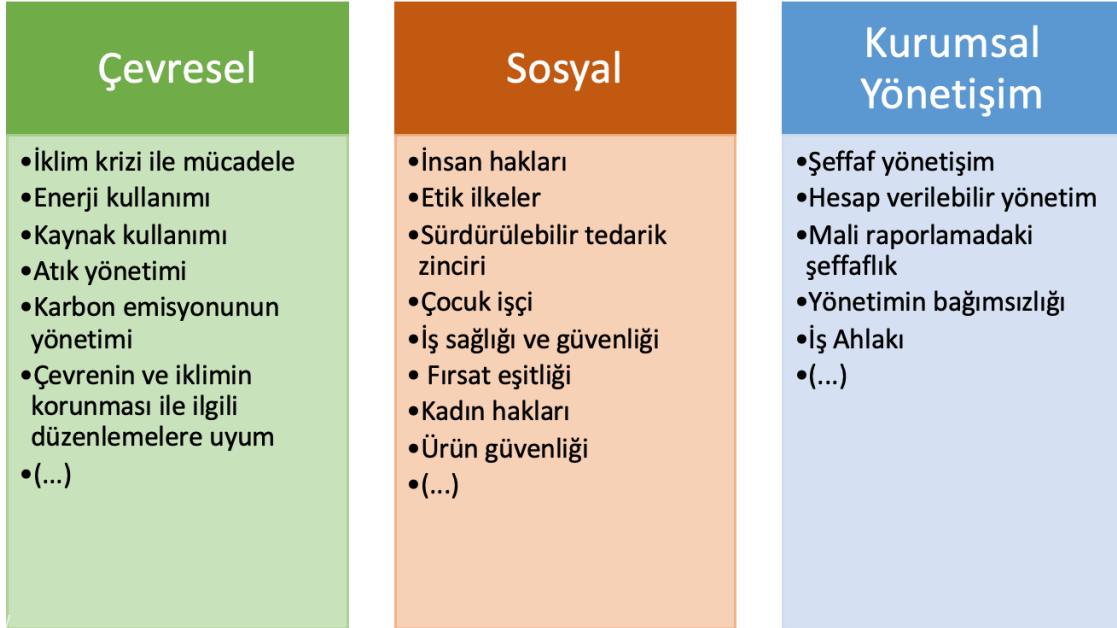 Çevresel
•İklim krizi ile mücadele
•Enerji kullanımı
•Kaynak kullanımı
•Atık yönetimi
•Karbon emisyonunun
yönetimi
•Çevrenin ve iklimin
korunması ile ilgili
düzenlemelere uyum
•(...)
Sosyal
•İnsan hakları
•Etik ilkeler
•Sürdürülebilir tedarik
zinciri
•Çocuk işçi
•İş sağlığı ve güvenliği
• Fırsat eşitliği
•Kadın hakları
•Ürün güvenliği
•(...)
Kurumsal
Yönetişim
•Şeffaf yönetişim
•Hesap verilebilir yönetim
•Mali raporlamadaki
şeffaflık
•Yönetimin bağımsızlığı
•İş Ahlakı
•(...)